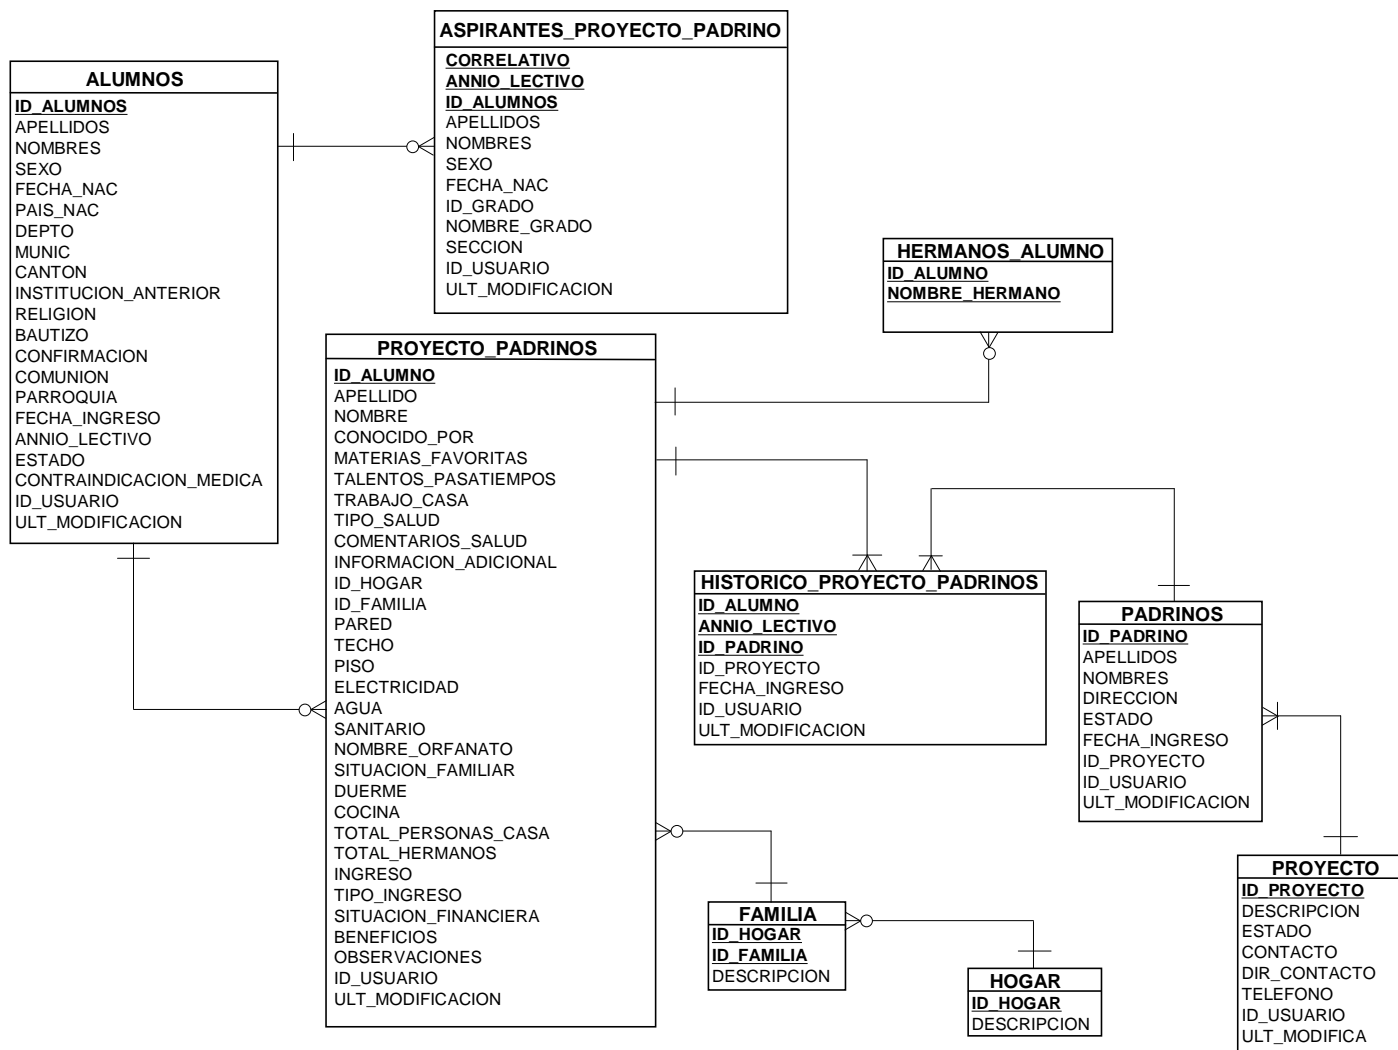 ASPIRANTES_PROYECTO_PADRINO
CORRELATIVO
ANNIO_LECTIVO
ID_ALUMNOS
APELLIDOS
NOMBRES
SEXO
FECHA_NAC
ID_GRADO
NOMBRE_GRADO
SECCION
ID_USUARIO
ULT_MODIFICACION
ALUMNOS
ID_ALUMNOS
APELLIDOS
NOMBRES
SEXO
FECHA_NAC
PAIS_NAC
DEPTO
MUNIC
CANTON
INSTITUCION_ANTERIOR
RELIGION
BAUTIZO
CONFIRMACION
COMUNION
PARROQUIA
FECHA_INGRESO
ANNIO_LECTIVO
ESTADO
CONTRAINDICACION_MEDICA
ID_USUARIO
ULT_MODIFICACION
HERMANOS_ALUMNO
ID_ALUMNO
NOMBRE_HERMANO
PROYECTO_PADRINOS
ID_ALUMNO
APELLIDO
NOMBRE
CONOCIDO_POR
MATERIAS_FAVORITAS
TALENTOS_PASATIEMPOS
TRABAJO_CASA
TIPO_SALUD
COMENTARIOS_SALUD
INFORMACION_ADICIONAL
ID_HOGAR
ID_FAMILIA
PARED
TECHO
PISO
ELECTRICIDAD
AGUA
SANITARIO
NOMBRE_ORFANATO
SITUACION_FAMILIAR
DUERME
COCINA
TOTAL_PERSONAS_CASA
TOTAL_HERMANOS
INGRESO
TIPO_INGRESO
SITUACION_FINANCIERA
BENEFICIOS
OBSERVACIONES
ID_USUARIO
ULT_MODIFICACION
HISTORICO_PROYECTO_PADRINOS
ID_ALUMNO
ANNIO_LECTIVO
ID_PADRINO
ID_PROYECTO
FECHA_INGRESO
ID_USUARIO
ULT_MODIFICACION
PADRINOS
ID_PADRINO
APELLIDOS
NOMBRES
DIRECCION
ESTADO
FECHA_INGRESO
ID_PROYECTO
ID_USUARIO
ULT_MODIFICACION
FAMILIA
ID_HOGAR
ID_FAMILIA
DESCRIPCION
HOGAR
ID_HOGAR
DESCRIPCION
PROYECTO
ID_PROYECTO
DESCRIPCION
ESTADO
CONTACTO
DIR_CONTACTO
TELEFONO
ID_USUARIO
ULT_MODIFICA